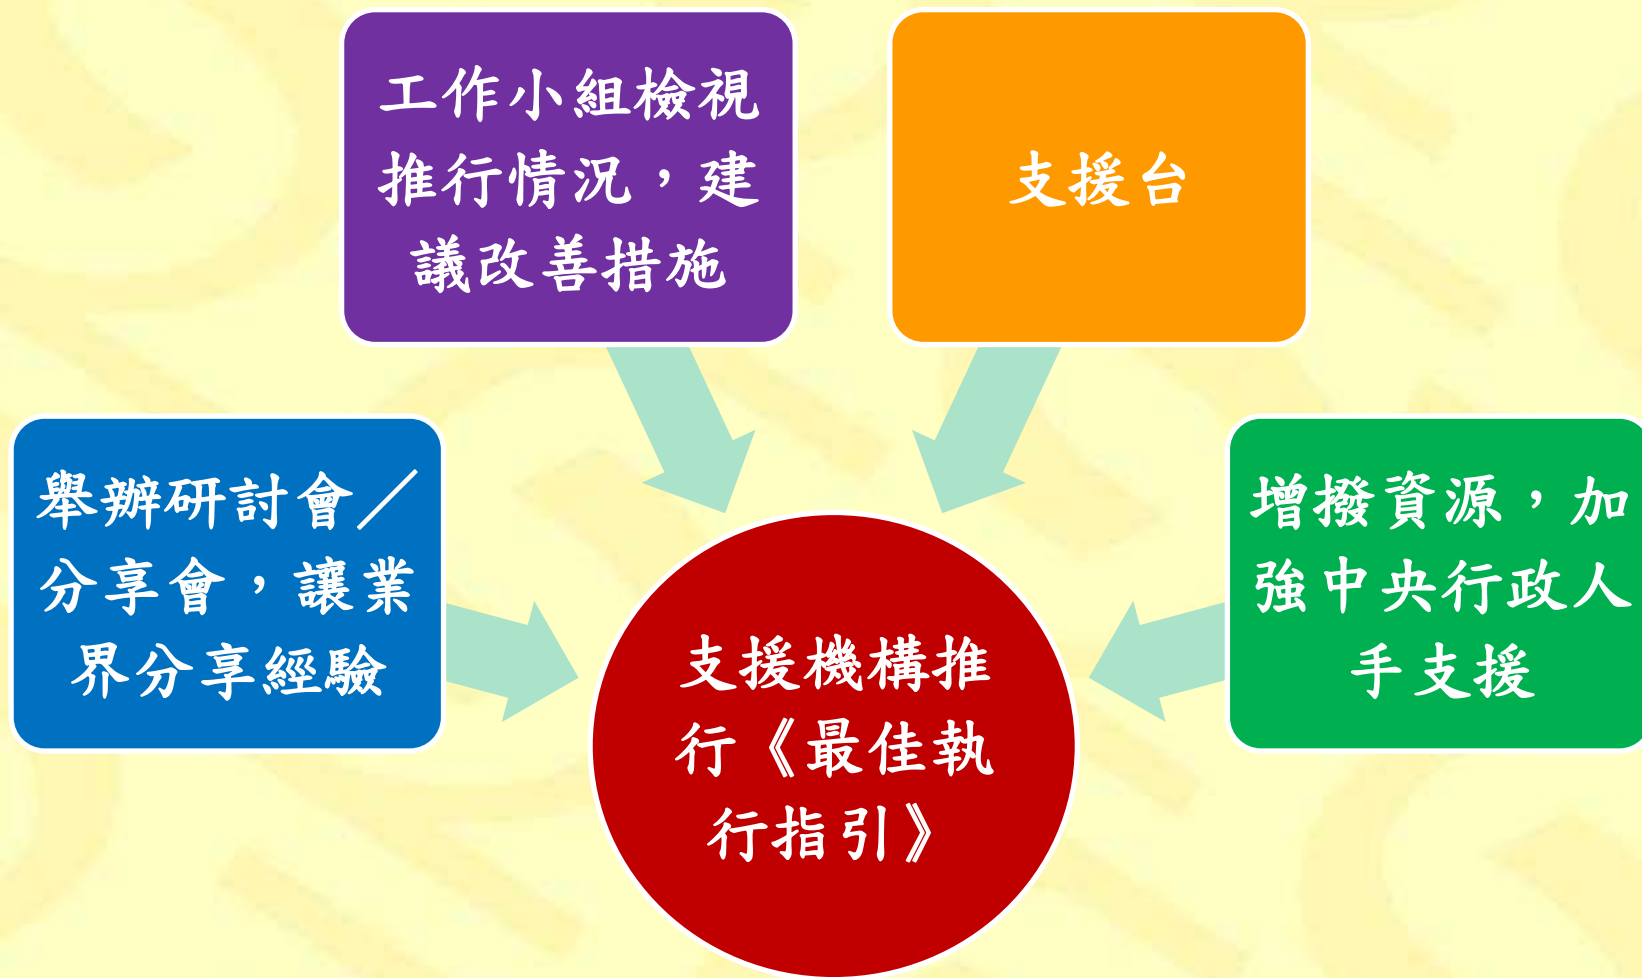 工作小組檢視
推行情況，建
議改善措施
支援台
舉辦研討會／
分享會，讓業
界分享經驗
增撥資源，加
強中央行政人
手支援
支援機構推
行《最佳執
行指引》